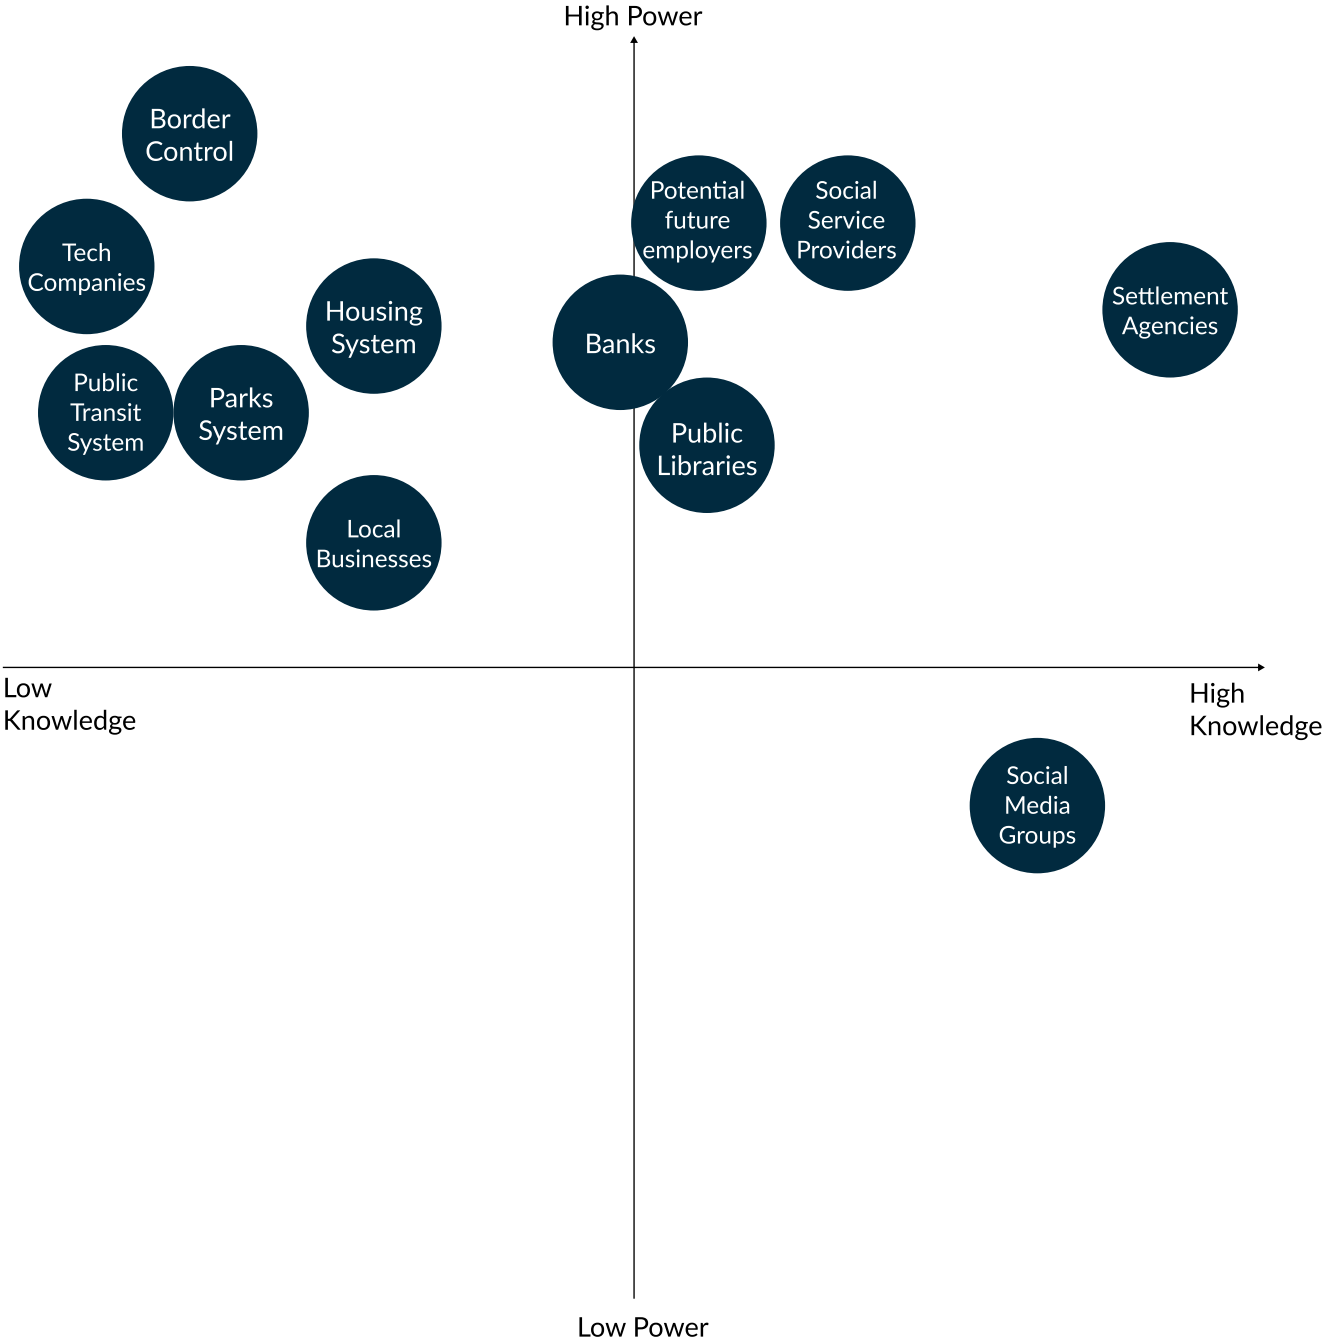 High Power
Border
Control
Potential
future
employers
Social
Service
Providers
Tech
Companies
Housing
System
Settlement
Agencies
Banks
Public
Transit
System
Parks
System
Public
Libraries
Local
Businesses
Low
Knowledge
High
Knowledge
Social
Media
Groups
Low Power